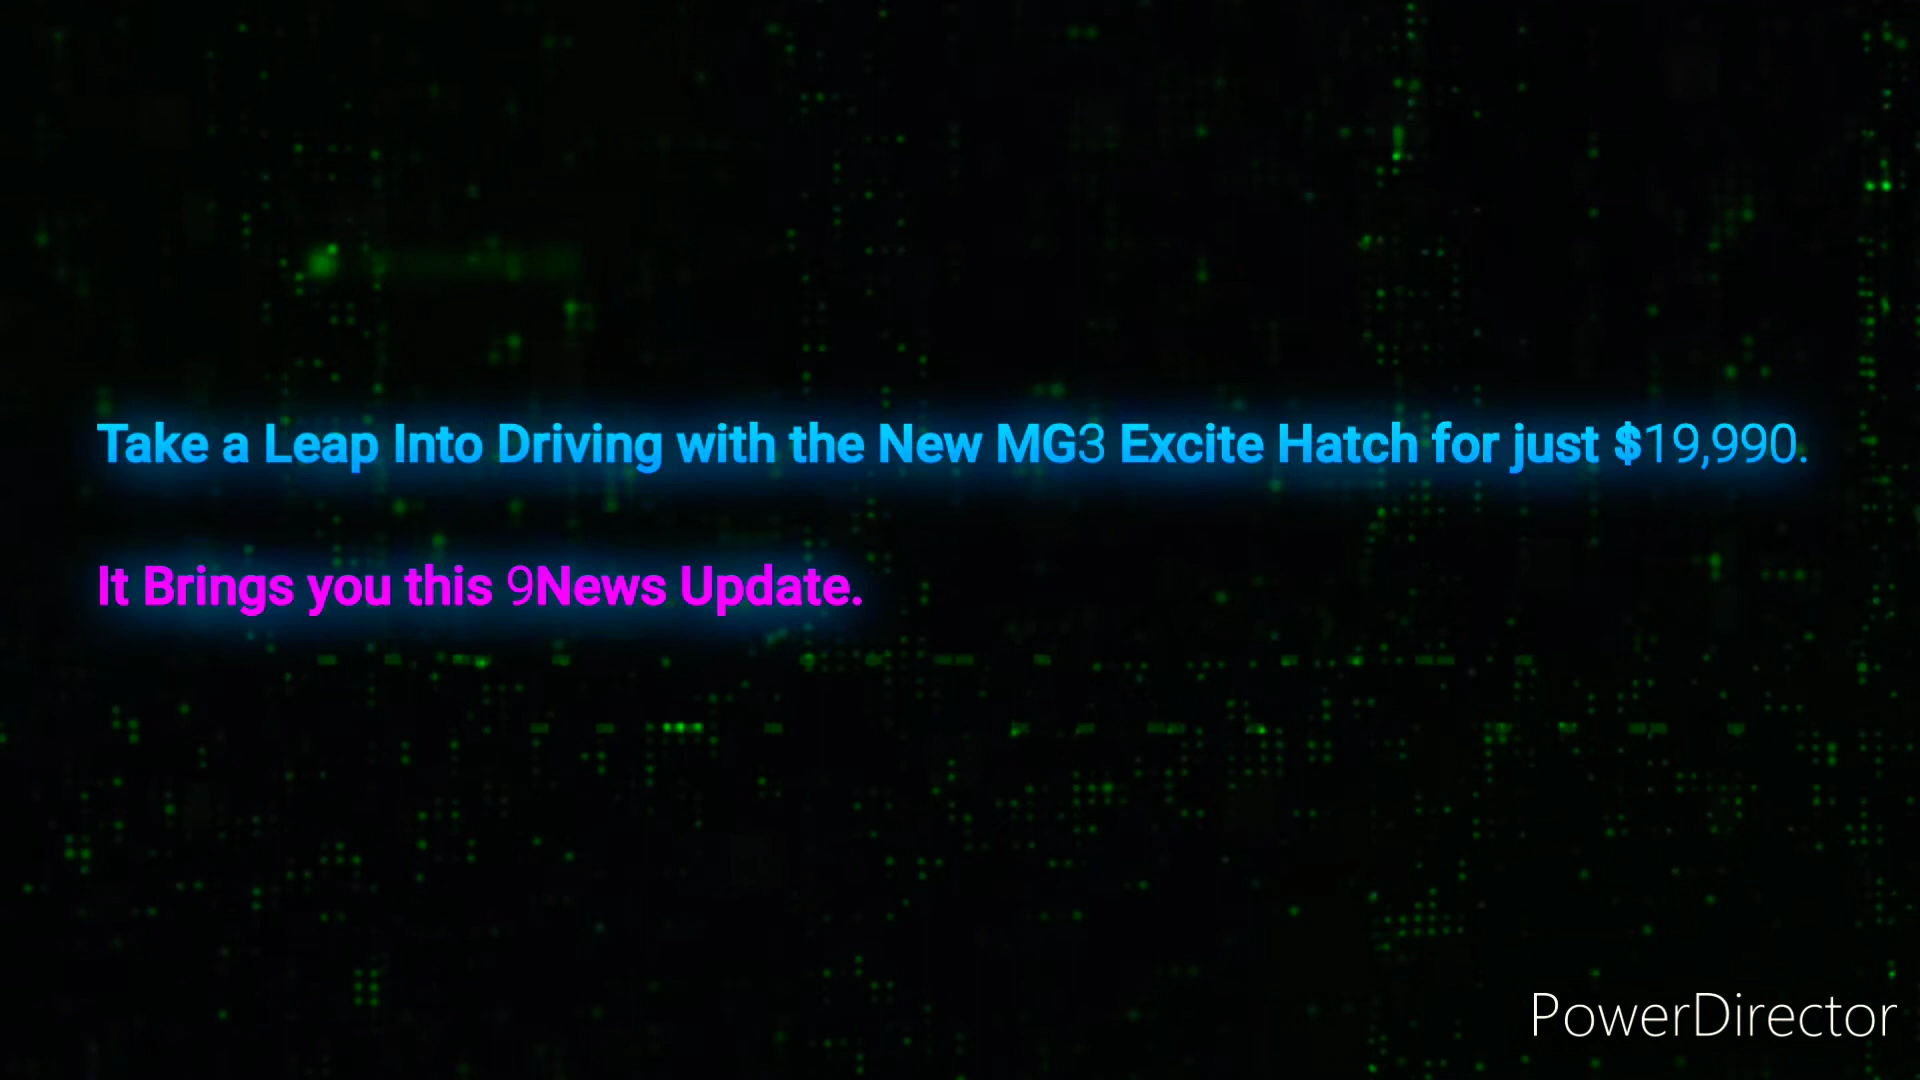 Take a Leap Into Driving with the New MG3 Excite Hatch for just $19,990.
It Brings you this 9News Update.
PowerDirector